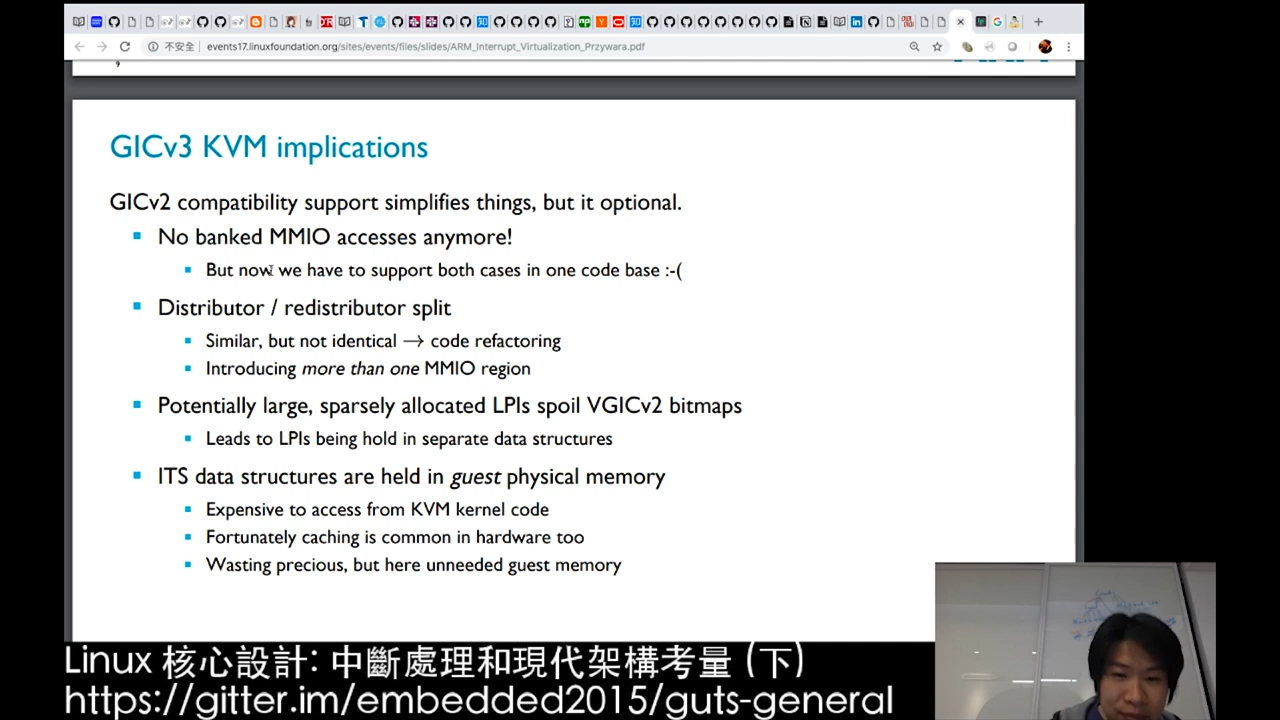 不安全 events17.linuxfoundation.org/sites/events/files/slides/ARM_Interrupt_Virtualization_Przywara.pdf
GICv3 KVM implications
GICv2 compatibility support simplifies things, but it optional.
No banked MMIO accesses anymore!
But now we have to support both cases in one code base :-(
Distributor / redistributor split
Similar, but not identical → code refactoring
Introducing more than one MMIO region
Potentially large, sparsely allocated LPIs spoil VGICv2 bitmaps
Leads to LPIs being hold in separate data structures
ITS data structures are held in guest physical memory
Expensive to access from KVM kernel code
Fortunately caching is common in hardware too
Wasting precious, but here unneeded guest memory
Linux 核心設計: 中斷處理和現代架構考量 (下)
https://gitter.im/embedded2015/guts-general